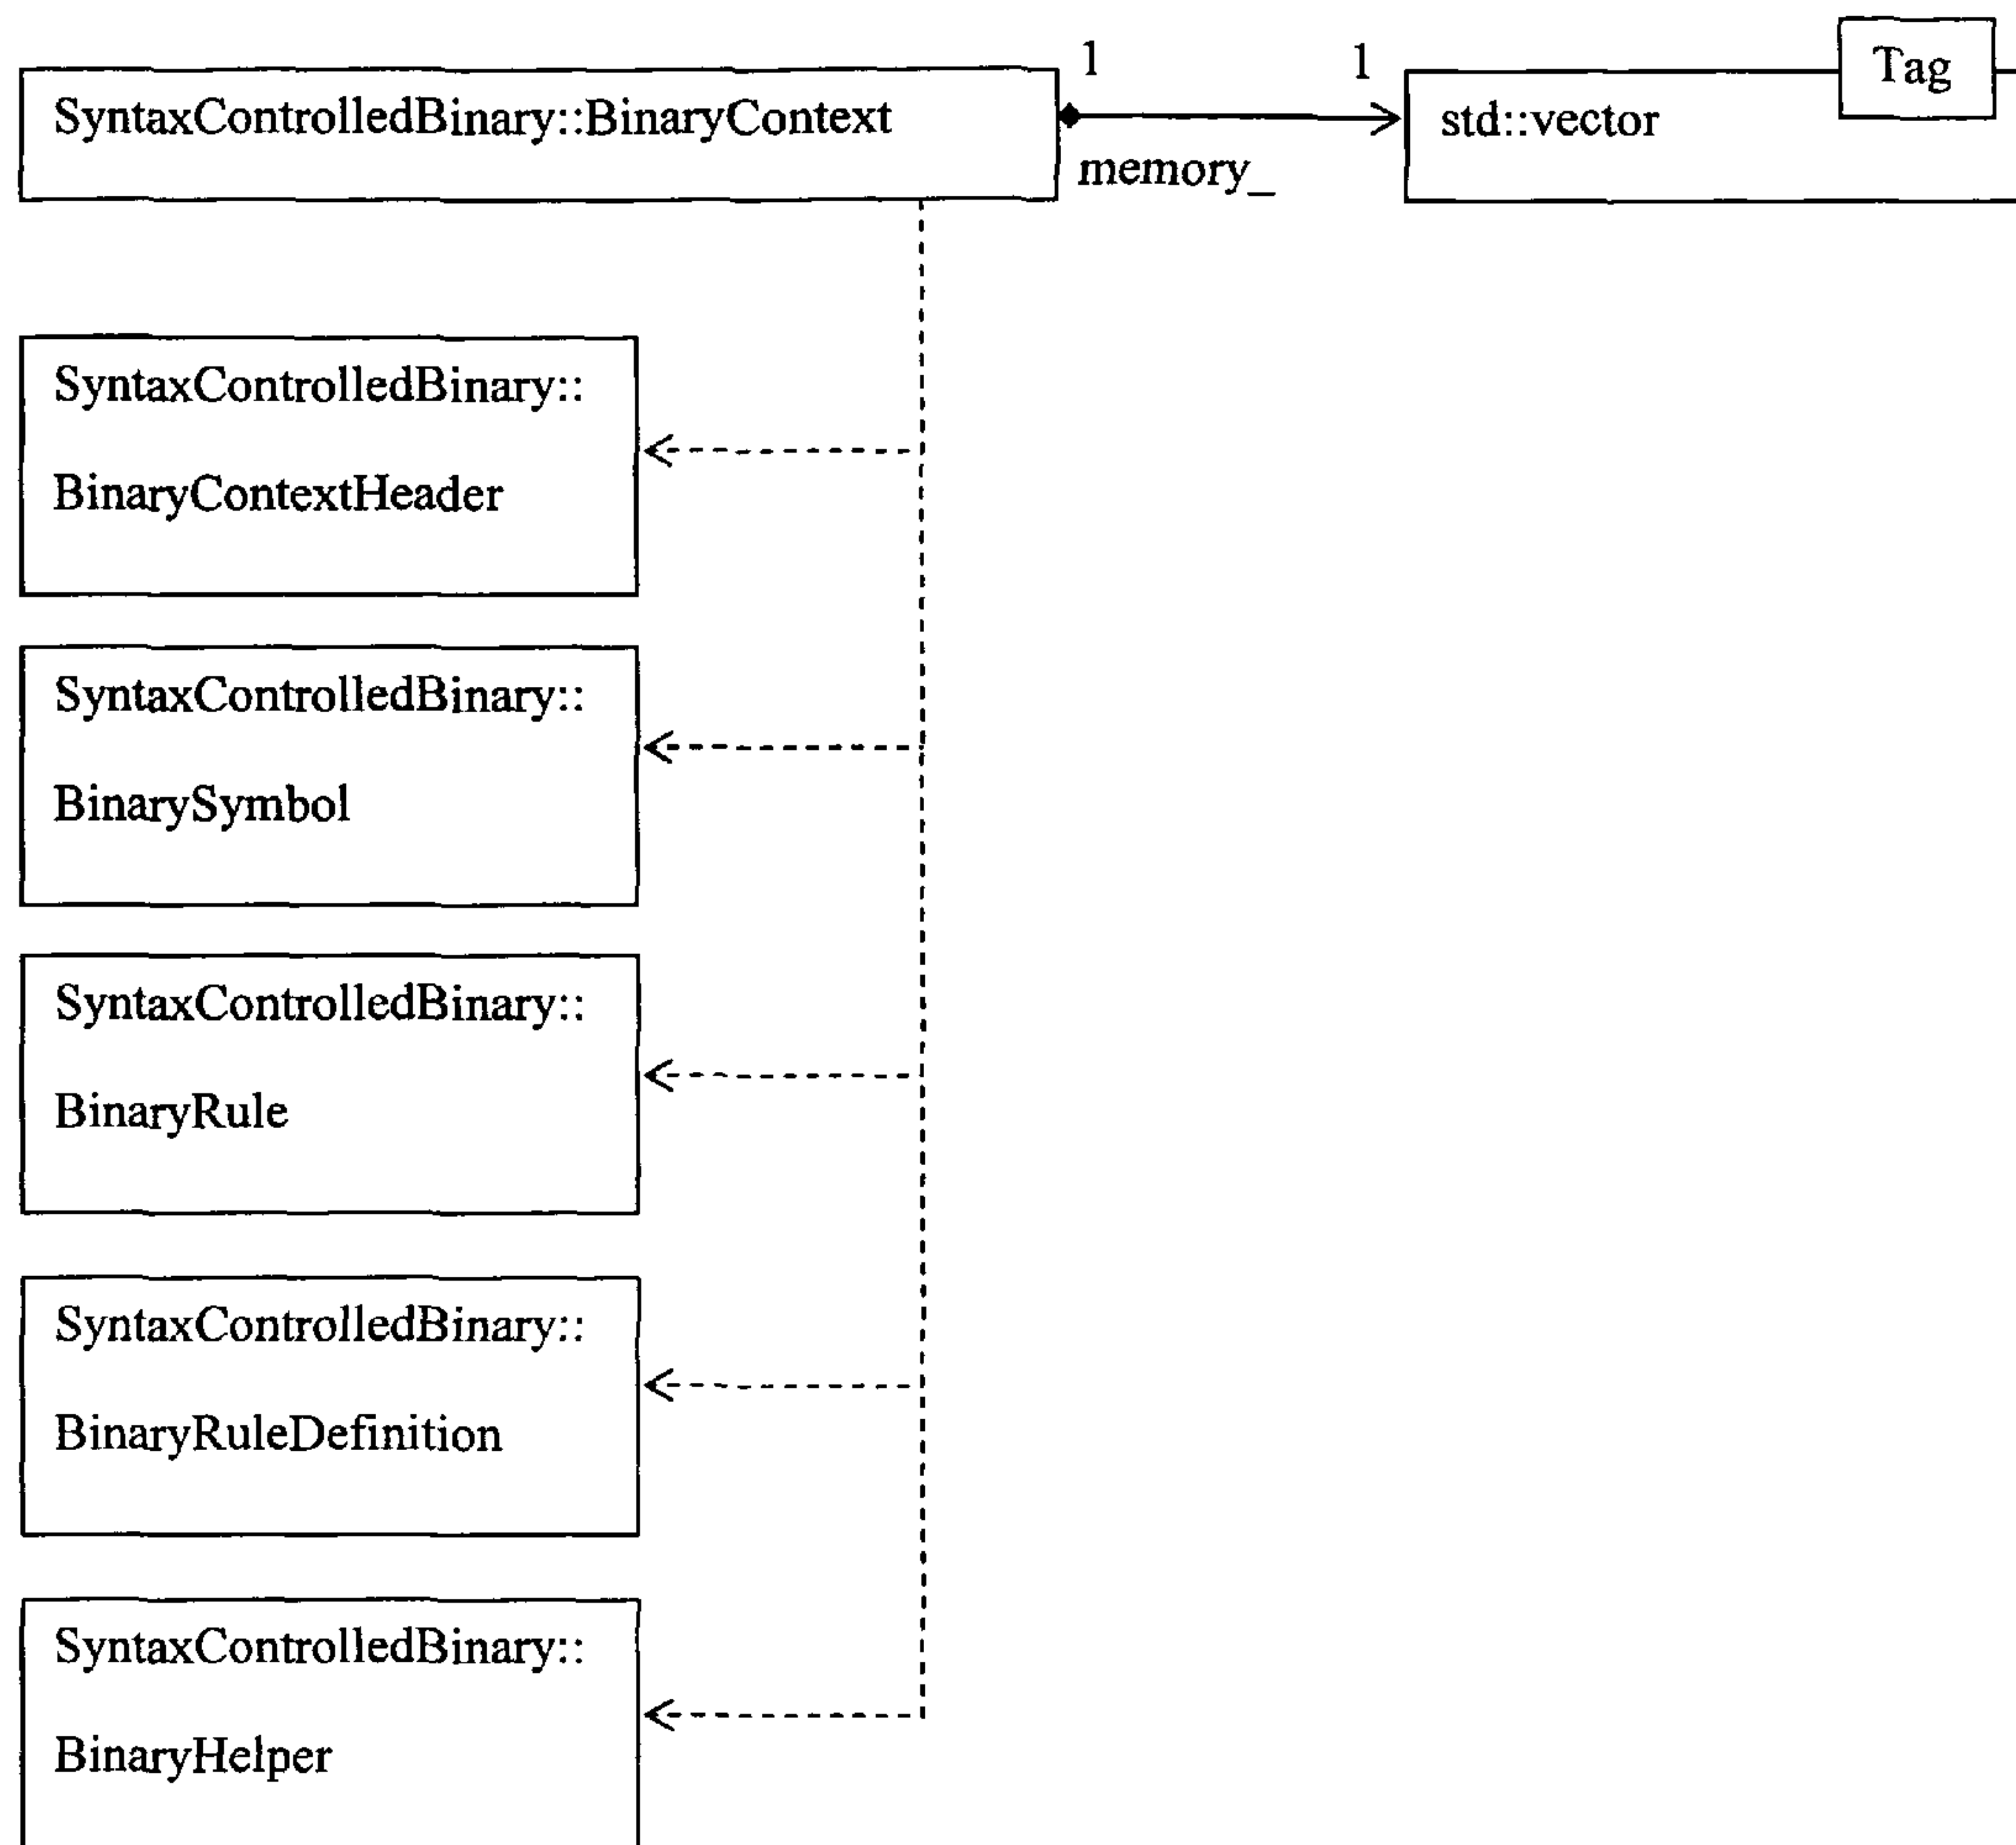 1
1
Tag
SyntaxControlledBinary::BinaryContext
std::vector
memory_
SyntaxControlledBinary::
BinaryContextHeader
SyntaxControlledBinary::
BinarySymbol
SyntaxControlledBinary::
BinaryRule
SyntaxControlledBinary::
BinaryRuleDefinition
SyntaxControlledBinary::
BinaryHelper